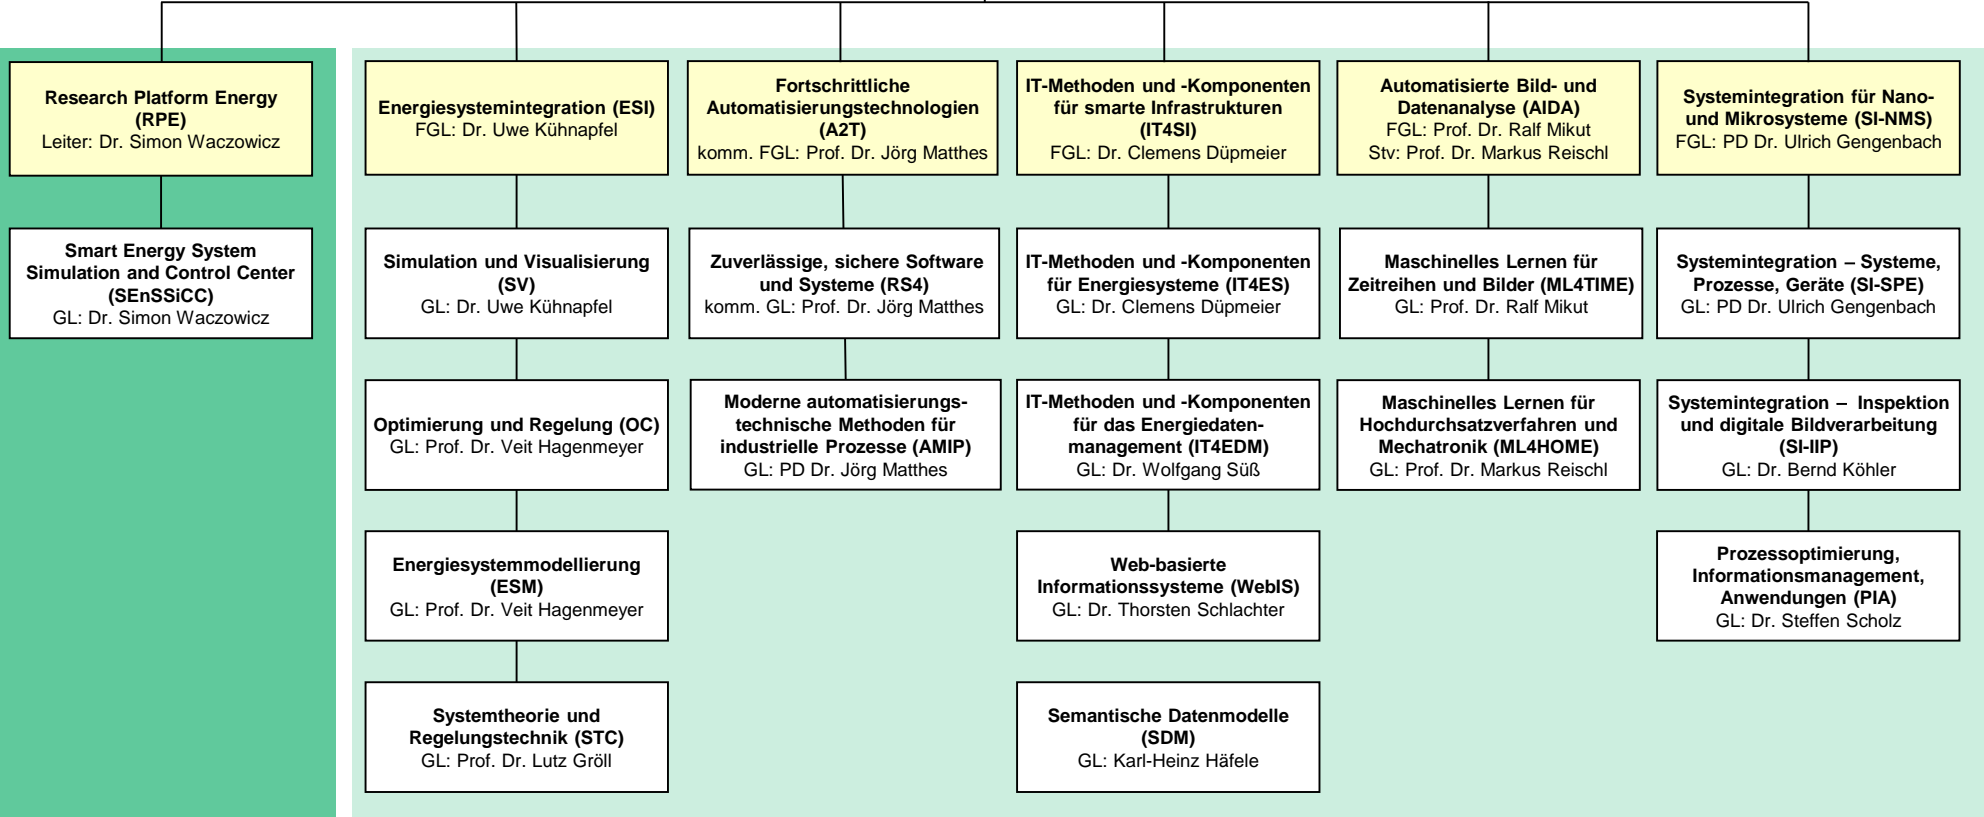 Research Platform Energy
(RPE)
Leiter: Dr. Simon Waczowicz
Smart Energy System
Simulation and Control Center
(SEnSSiCC)
GL: Dr. Simon Waczowicz
Energiesystemintegration (ESI)
FGL: Dr. Uwe Kühnapfel
Simulation und Visualisierung
(SV)
GL: Dr. Uwe Kühnapfel
Optimierung und Regelung (OC)
GL: Prof. Dr. Veit Hagenmeyer
Energiesystemmodellierung
(ESM)
GL: Prof. Dr. Veit Hagenmeyer
Systemtheorie und
Regelungstechnik (STC)
GL: Prof. Dr. Lutz Gröll
Fortschrittliche
Automatisierungstechnologien
(A2T)
komm. FGL: Prof. Dr. Jörg Matthes
Zuverlässige, sichere Software
und Systeme (RS4)
komm. GL: Prof. Dr. Jörg Matthes
Moderne automatisierungs-
technische Methoden für
industrielle Prozesse (AMIP)
GL: PD Dr. Jörg Matthes
IT-Methoden und -Komponenten
für smarte Infrastrukturen
(IT4SI)
FGL: Dr. Clemens Düpmeier
IT-Methoden und -Komponenten
für Energiesysteme (IT4ES)
GL: Dr. Clemens Düpmeier
IT-Methoden und -Komponenten
für das Energiedaten-
management (IT4EDM)
GL: Dr. Wolfgang Süß
Web-basierte
Informationssysteme (WebIS)
GL: Dr. Thorsten Schlachter
Semantische Datenmodelle
(SDM)
GL: Karl-Heinz Häfele
Automatisierte Bild- und
Datenanalyse (AIDA)
FGL: Prof. Dr. Ralf Mikut
Stv: Prof. Dr. Markus Reischl
Maschinelles Lernen für
Zeitreihen und Bilder (ML4TIME)
GL: Prof. Dr. Ralf Mikut
Maschinelles Lernen für
Hochdurchsatzverfahren und
Mechatronik (ML4HOME)
GL: Prof. Dr. Markus Reischl
Systemintegration für Nano-
und Mikrosysteme (SI-NMS)
FGL: PD Dr. Ulrich Gengenbach
Systemintegration – Systeme,
Prozesse, Geräte (SI-SPE)
GL: PD Dr. Ulrich Gengenbach
Systemintegration – Inspektion
und digitale Bildverarbeitung
(SI-IIP)
GL: Dr. Bernd Köhler
Prozessoptimierung,
Informationsmanagement,
Anwendungen (PIA)
GL: Dr. Steffen Scholz